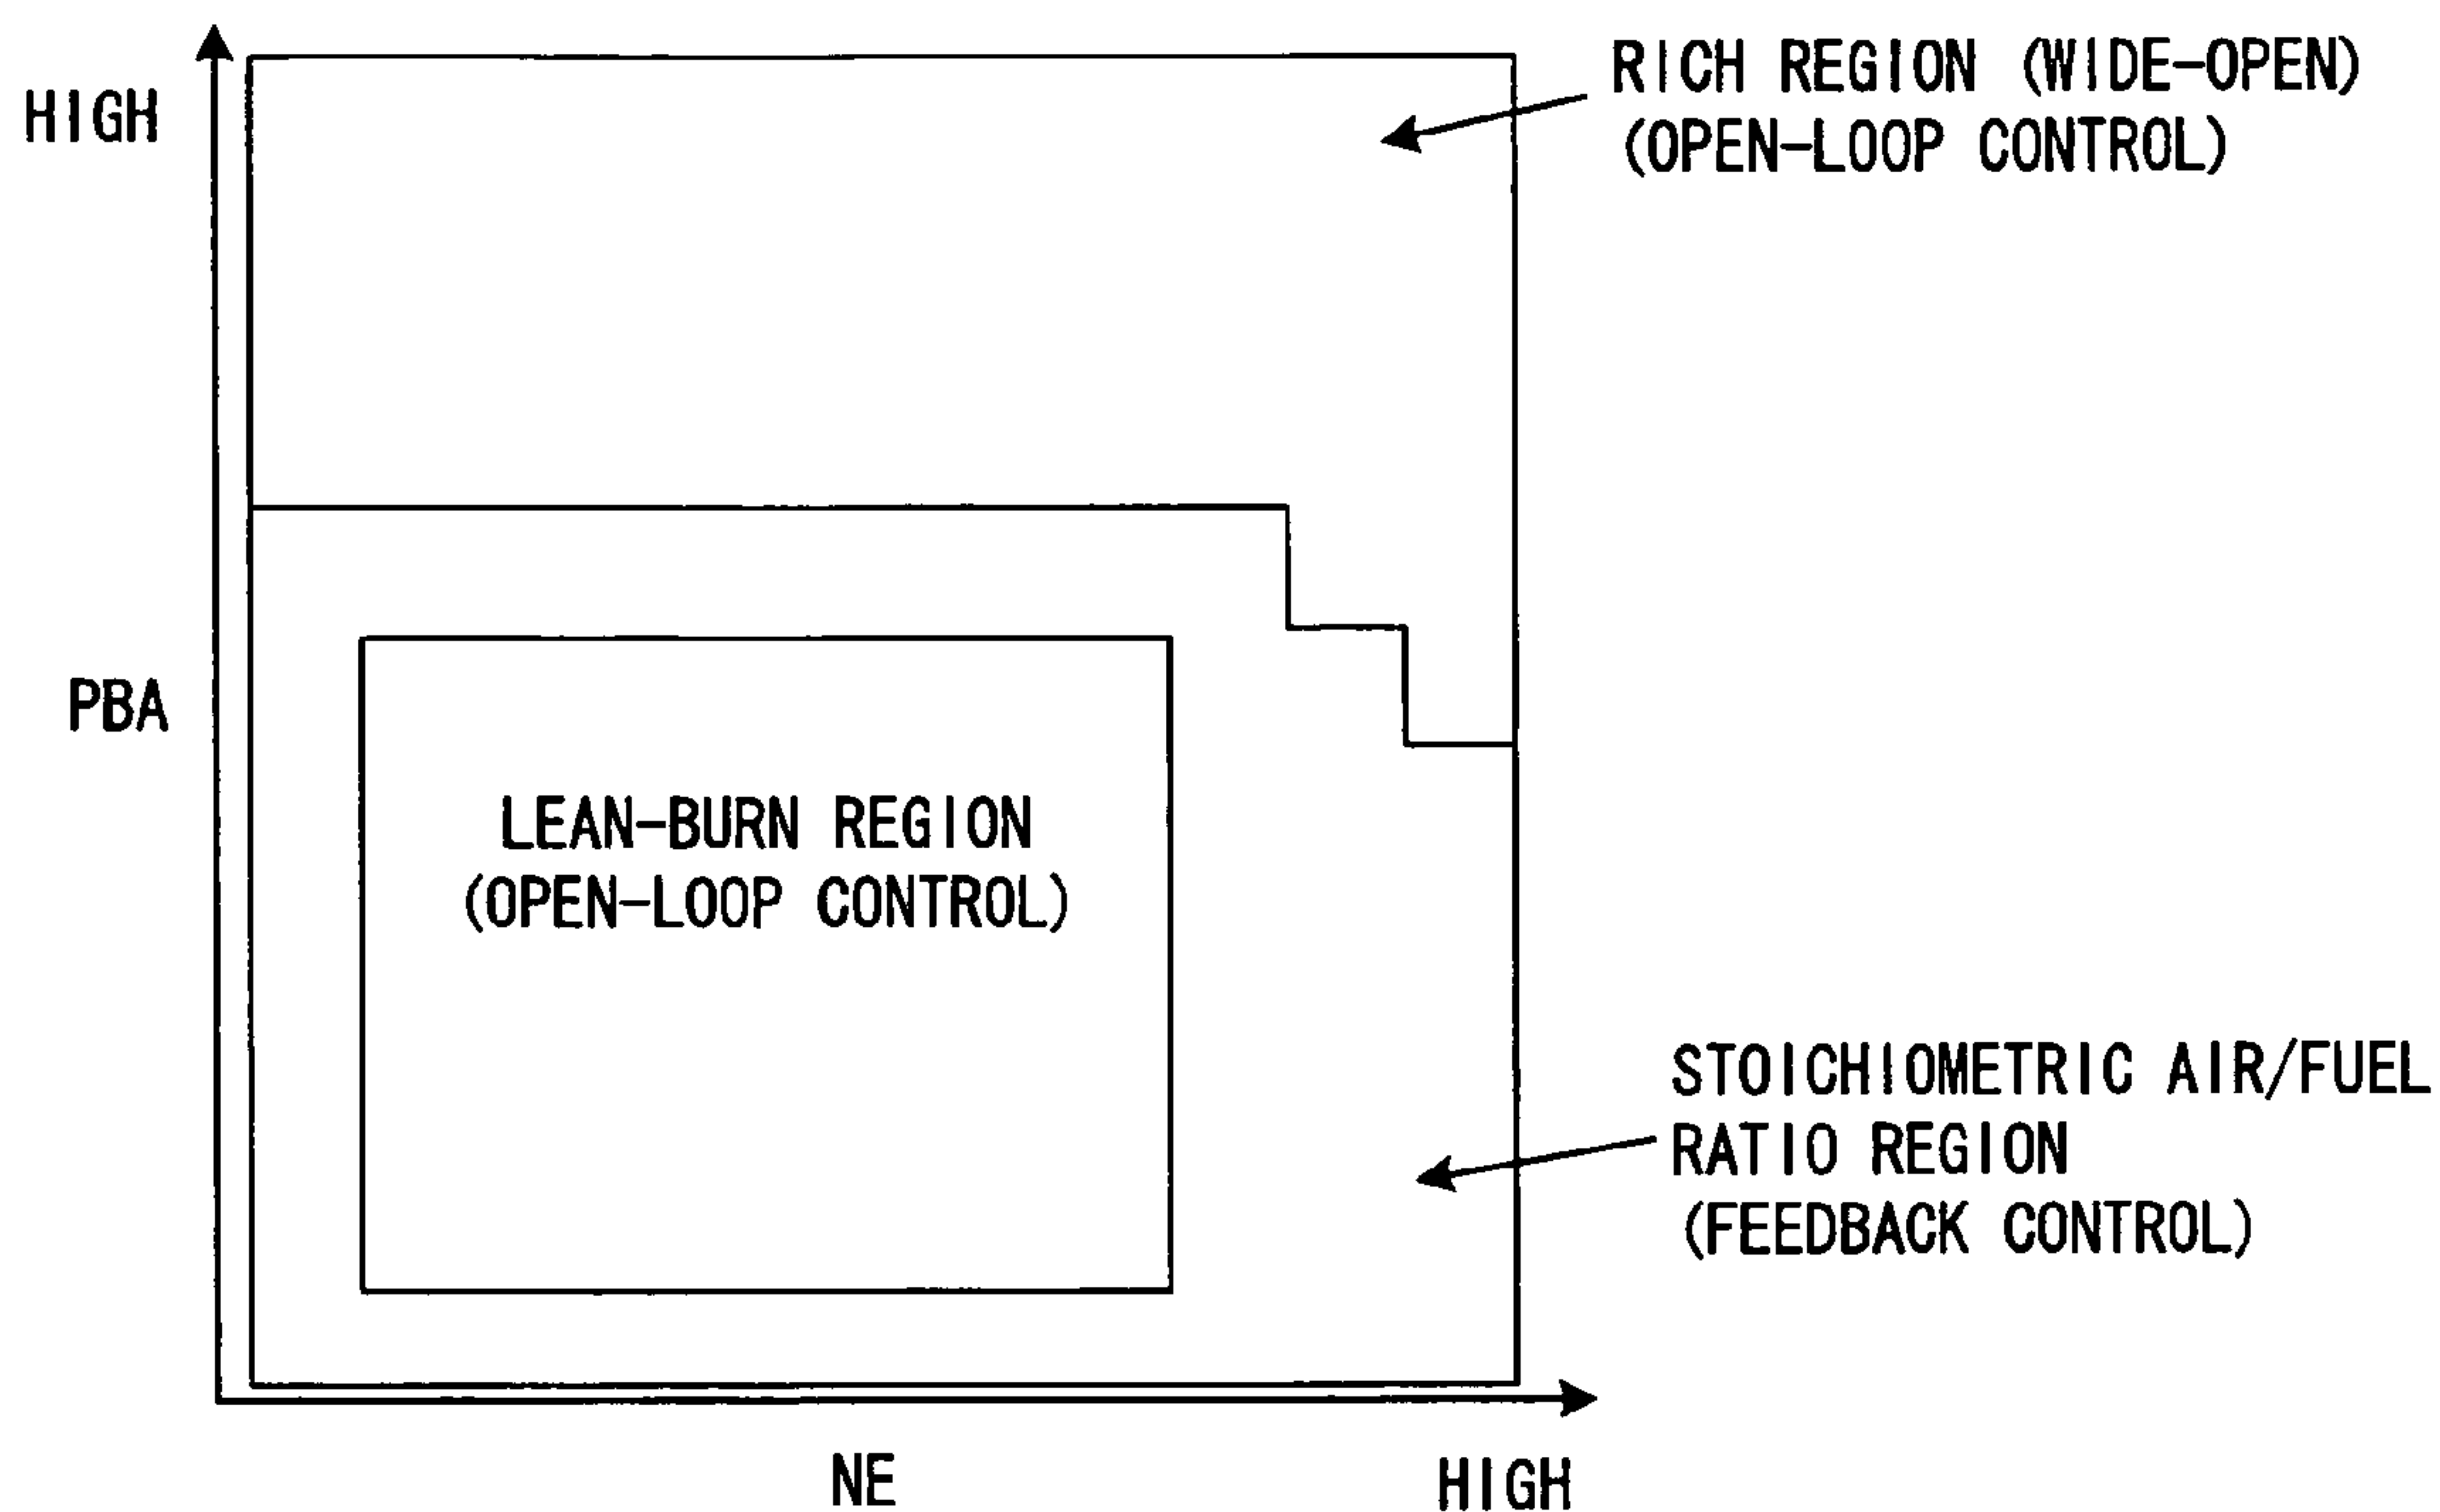 HIGH
RICH REGION (WIDE-OPEN)
(OPEN-LOOP CONTROL)
PBA
LEAN-BURN REGION
(OPEN-LOOP CONTROL)
STOICHIOMETRIC AIR/FUEL
RATIO REGION
(FEEDBACK CONTROL)
NE
HIGH